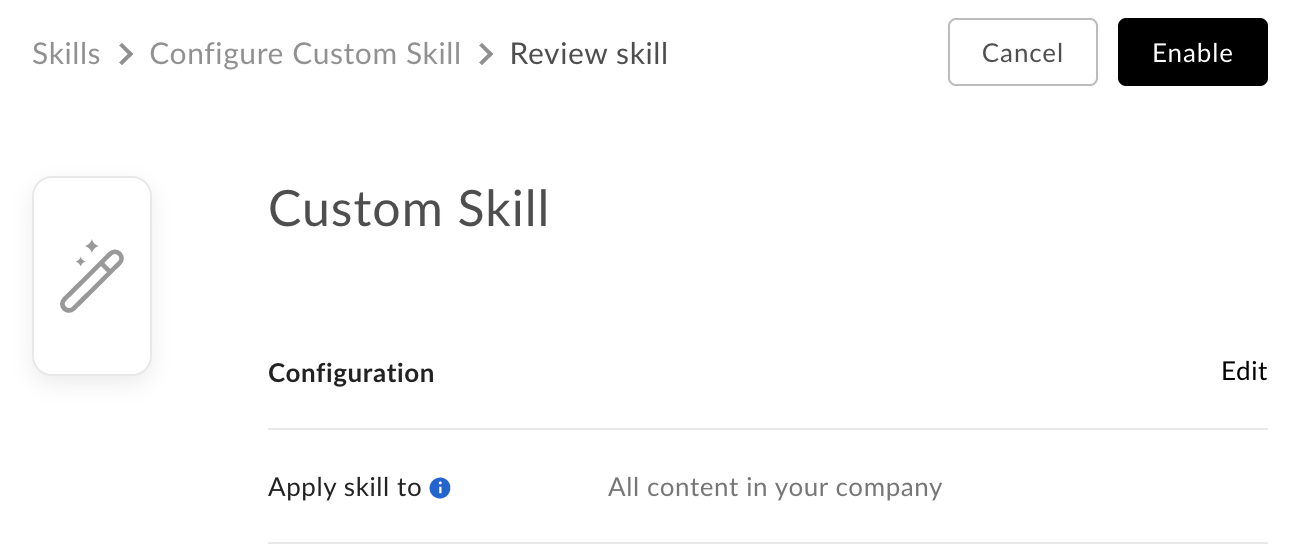 Skills > Configure Custom Skill > Review skill
Cancel
Enable
Custom Skill
Configuration
Edit
Apply skill to
All content in your company